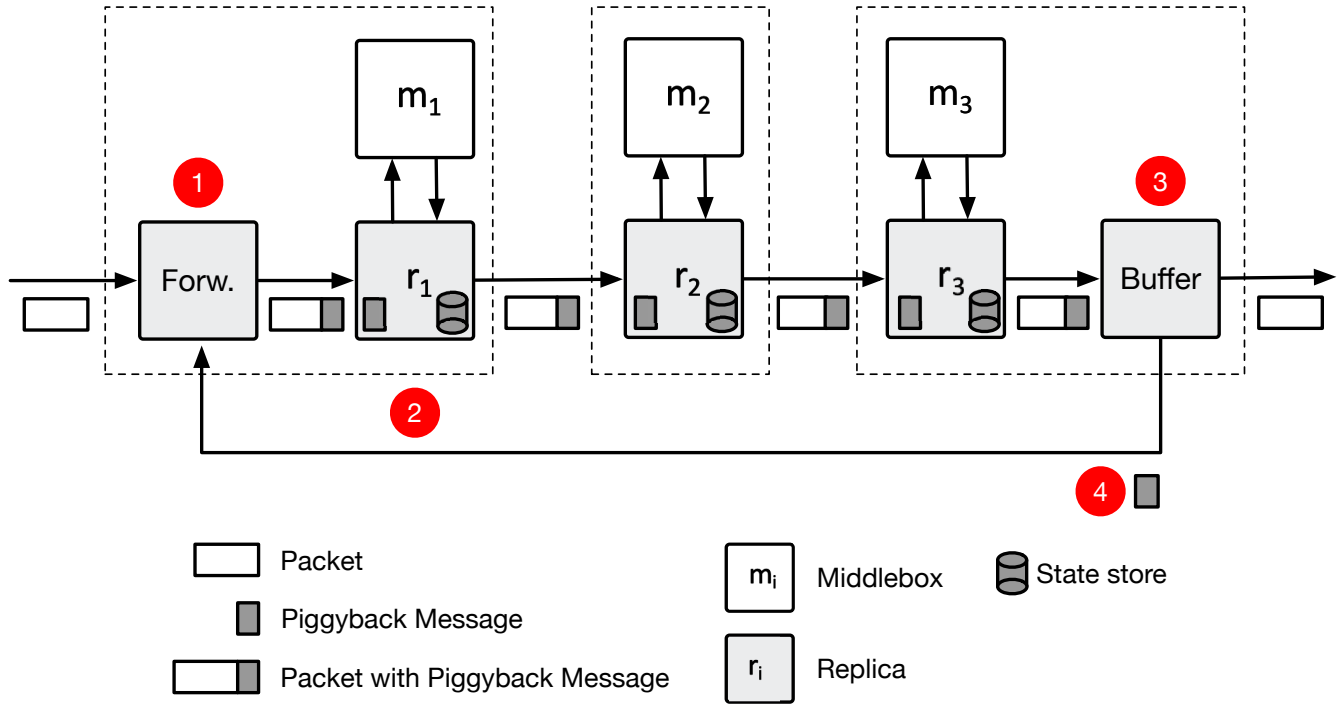 m₁
m₂
m₃
1
3
Forw.
r₁
r₂
r₃
Buffer
2
4
Packet
Piggyback Message
Packet with Piggyback Message
mᵢ
Middlebox
rᵢ
Replica
State store